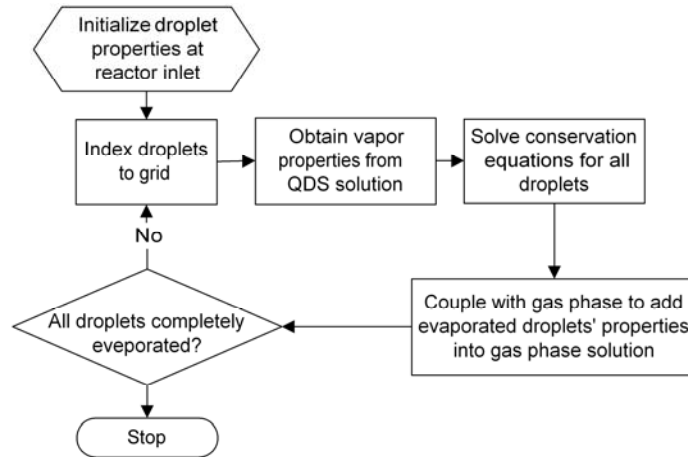 Initialize droplet
properties at
reactor inlet
Index droplets
to grid
Obtain vapor
properties from
QDS solution
Solve conservation
equations for all
droplets
Couple with gas phase to add
evaporated droplets' properties
into gas phase solution
All droplets completely
eveporated?
No
Stop